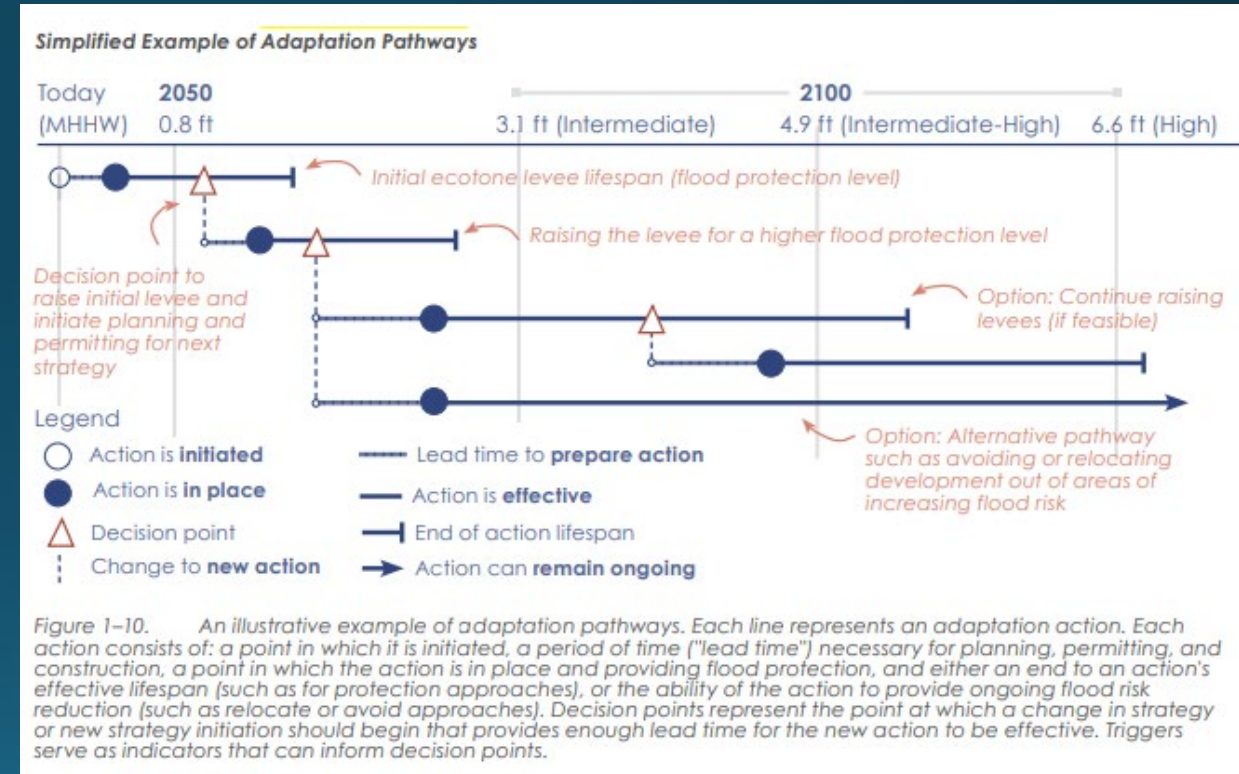 Simplified Example of Adaptation Pathways
Today 2050 2100
(MHHW) 0.8 ft 3.1 ft (Intermediate) 4.9 ft (Intermediate-High) 6.6 ft (High)
Initial ecotone levee lifespan (flood protection level)
Raising the levee for a higher flood protection level
Decision point to
raise initial levee and
initiate planning and
permitting for next
strategy
Option: Continue raising
levees (if feasible)
Option: Alternative pathway
such as avoiding or relocating
development out of areas of
increasing flood risk
Legend
Action is initiated
Action is in place
Decision point
Change to new action
Lead time to prepare action
Action is effective
End of action lifespan
Action can remain ongoing
Figure 1–10. An illustrative example of adaptation pathways. Each line represents an adaptation action. Each
action consists of: a point in which it is initiated, a period of time ("lead time") necessary for planning, permitting, and
construction, a point in which the action is in place and providing flood protection, and either an end to an action's
effective lifespan (such as for protection approaches), or the ability of the action to provide ongoing flood risk
reduction (such as relocate or avoid approaches). Decision points represent the point at which a change in strategy
or new strategy initiation should begin that provides enough lead time for the new action to be effective. Triggers
serve as indicators that can inform decision points.